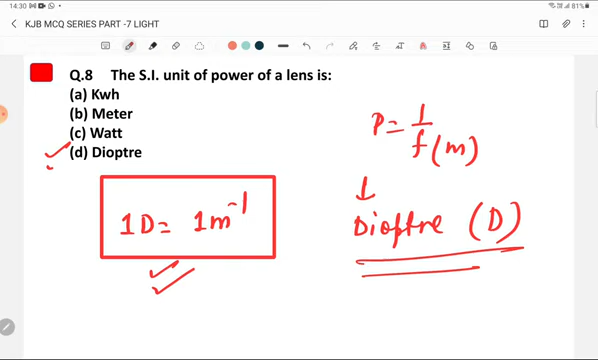 14:30
81%
KJB MCQ SERIES PART -7 LIGHT
Q.8 The S.I. unit of power of a lens is:
(a) Kwh
(b) Meter
(c) Watt
(d) Dioptre
P = 1/f (m)
↓
Dioptre (D)
1D = 1m⁻¹